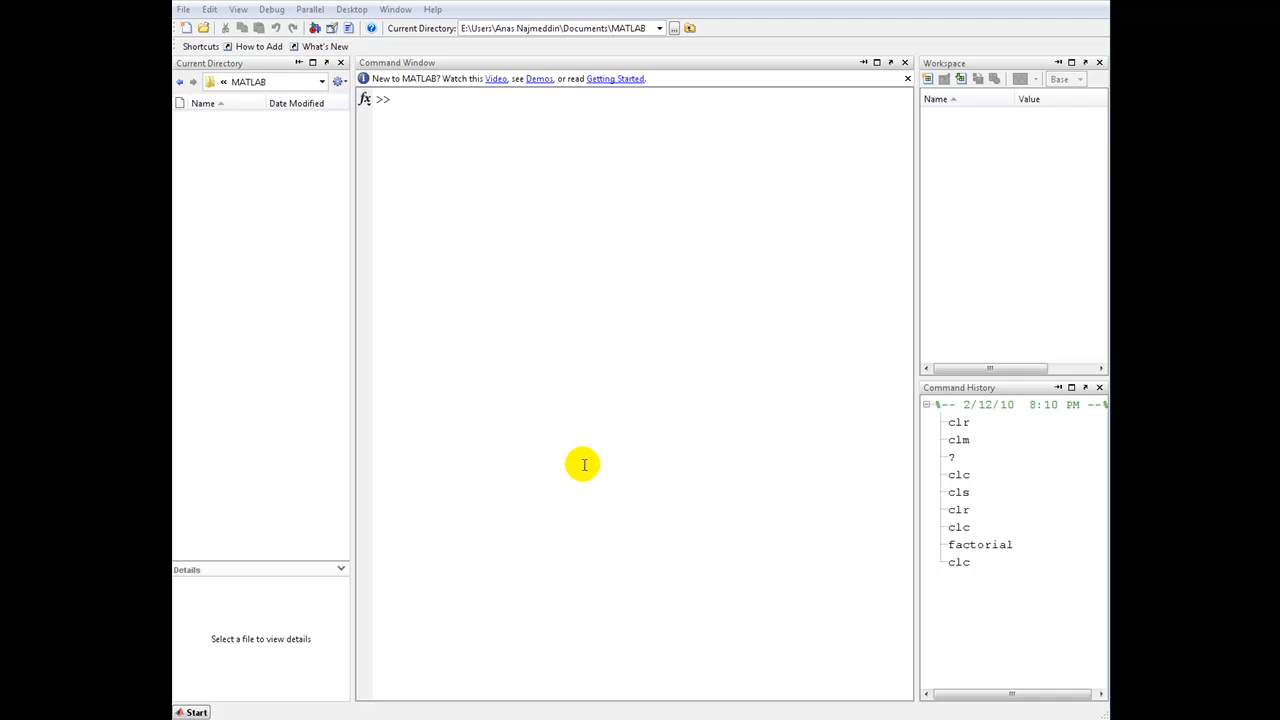 File Edit View Debug Parallel Desktop Window Help
Current Directory: E:\Users\Anas Najmeddin\Documents\MATLAB ...
Shortcuts How to Add What's New
Current Directory
« MATLAB
Name Date Modified
Details
Select a file to view details
Start
Command Window
New to MATLAB? Watch this Video, see Demos, or read Getting Started.
fx >>
Workspace
Base
Name Value
Command History
%-- 2/12/10 8:10 PM --%
clr
clm
?
clc
cls
clr
clc
factorial
clc